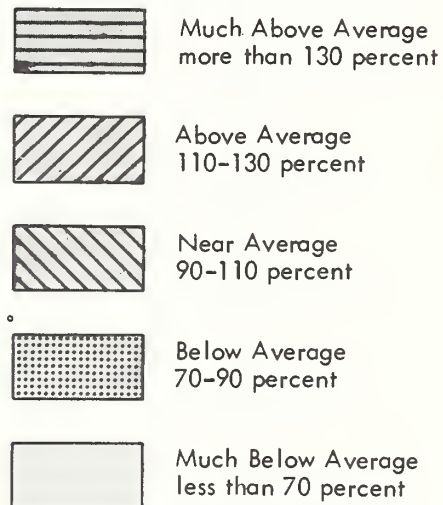 Much Above Average
more than 130 percent
Above Average
110-130 percent
Near Average
90-110 percent
Below Average
70-90 percent
Much Below Average
less than 70 percent